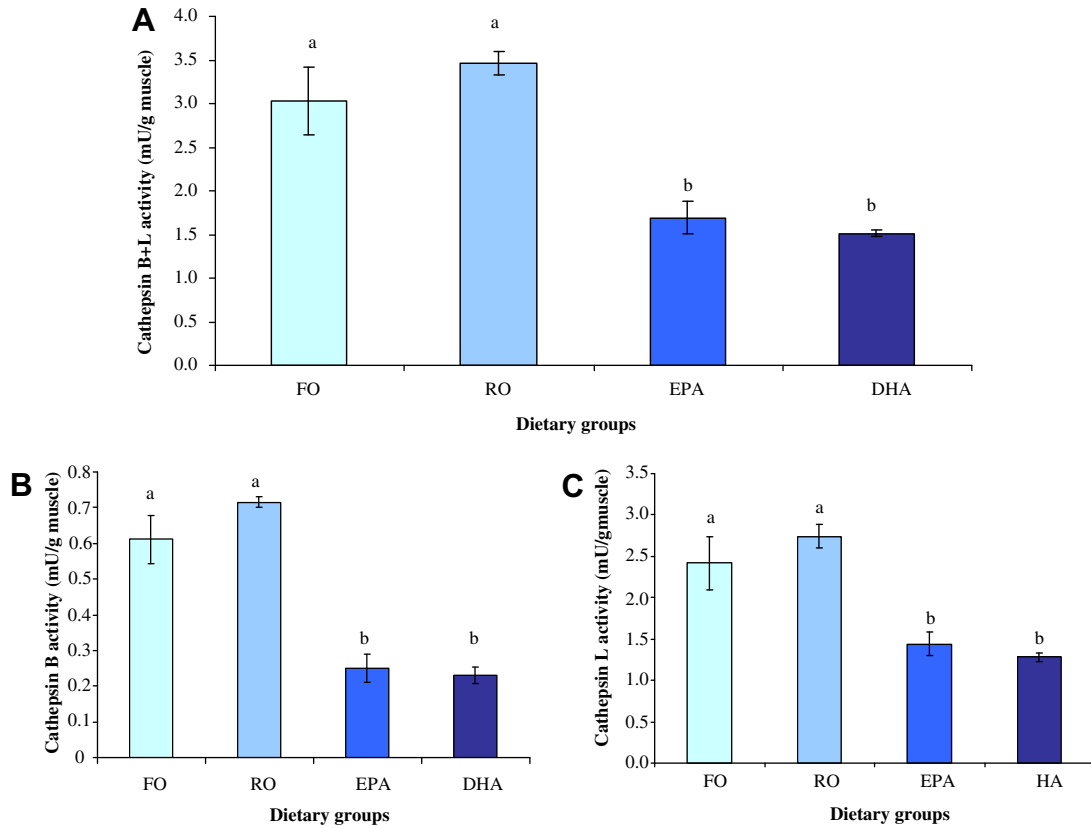 A
Cathepsin B+L activity (mU/g muscle)
4.0
3.5
3.0
2.5
2.0
1.5
1.0
0.5
0.0
a
a
b
b
FO RO EPA DHA
Dietary groups
B
Cathepsin B activity (mU/g muscle)
0.8
0.7
0.6
0.5
0.4
0.3
0.2
0.1
0
a
a
b
b
FO RO EPA DHA
Dietary groups
C
Cathepsin L activity (mU/gmuscle)
3.5
3.0
2.5
2.0
1.5
1.0
0.5
0.0
a
a
b
b
FO RO EPA HA
Dietary groups